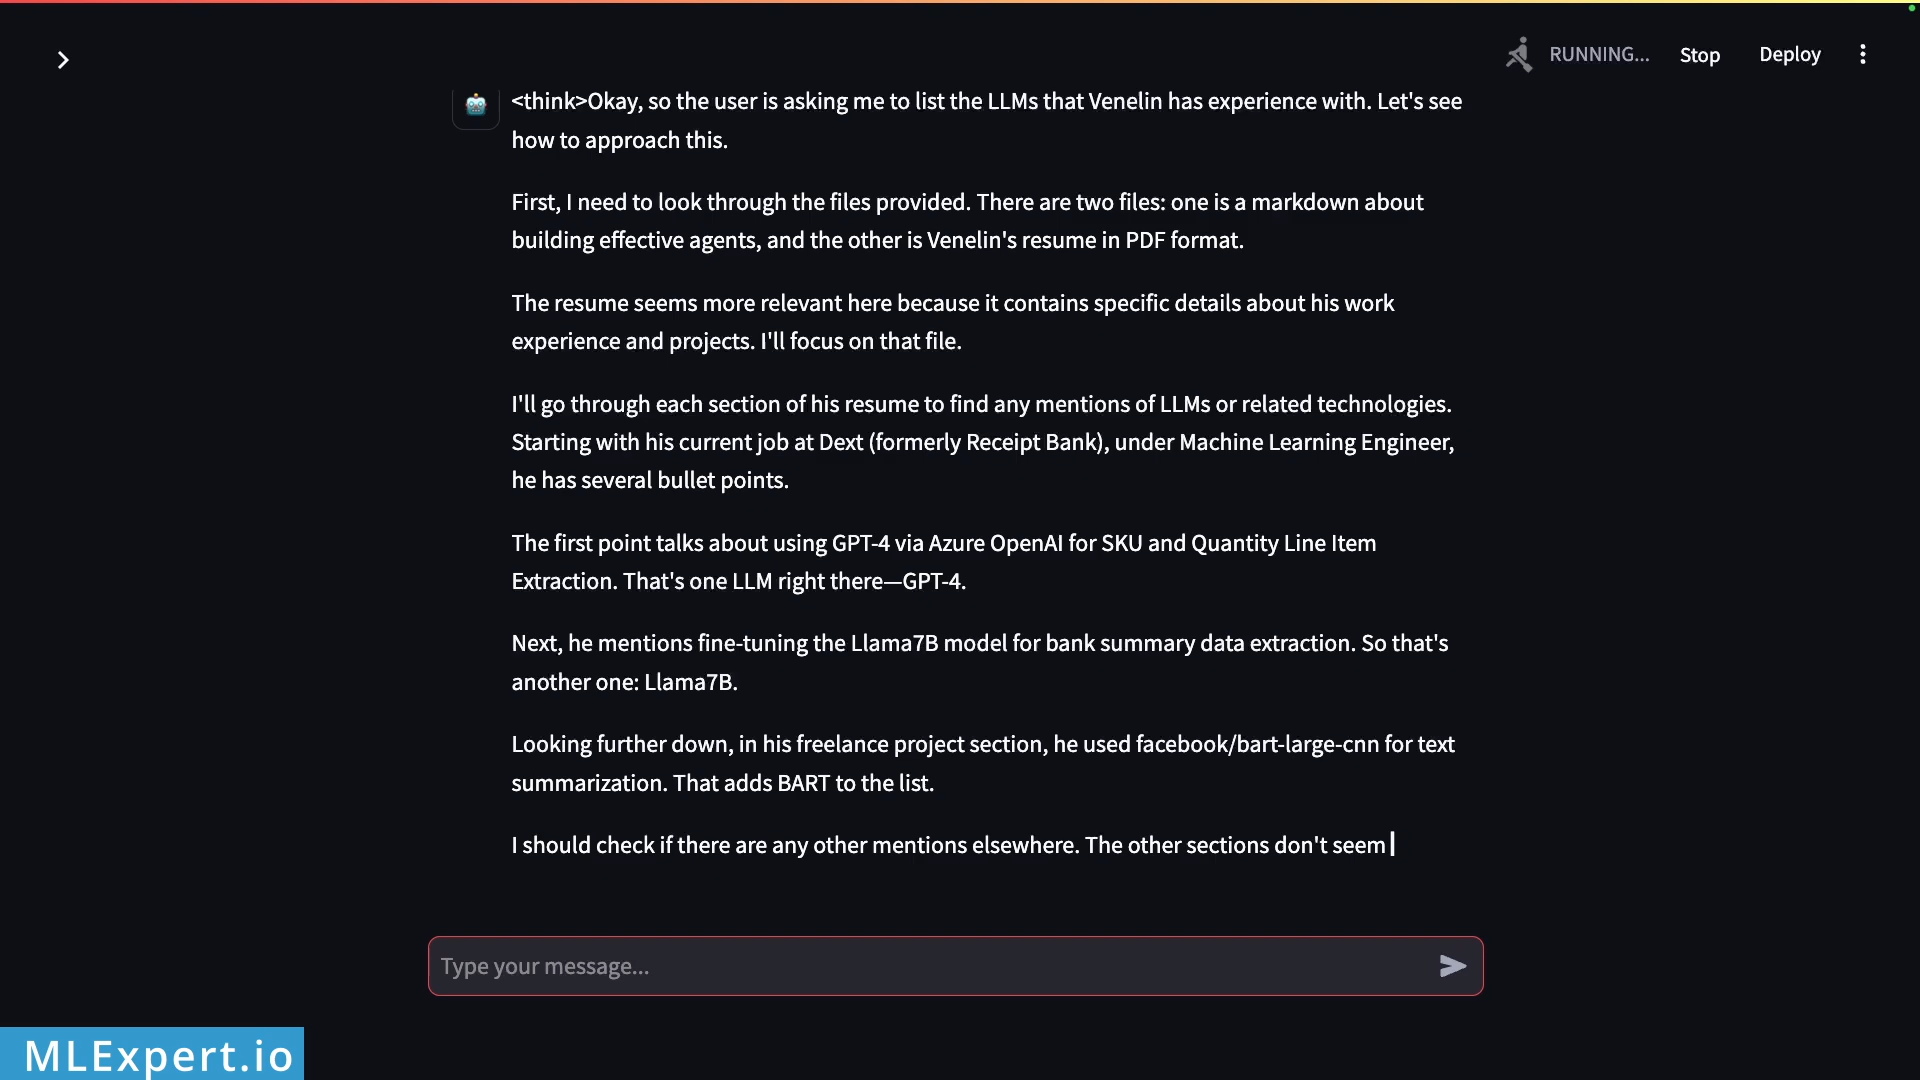 RUNNING...
Stop
Deploy
<think>Okay, so the user is asking me to list the LLMs that Venelin has experience with. Let's see
how to approach this.
First, I need to look through the files provided. There are two files: one is a markdown about
building effective agents, and the other is Venelin's resume in PDF format.
The resume seems more relevant here because it contains specific details about his work
experience and projects. I'll focus on that file.
I'll go through each section of his resume to find any mentions of LLMs or related technologies.
Starting with his current job at Dext (formerly Receipt Bank), under Machine Learning Engineer,
he has several bullet points.
The first point talks about using GPT-4 via Azure OpenAI for SKU and Quantity Line Item
Extraction. That's one LLM right there—GPT-4.
Next, he mentions fine-tuning the Llama7B model for bank summary data extraction. So that's
another one: Llama7B.
Looking further down, in his freelance project section, he used facebook/bart-large-cnn for text
summarization. That adds BART to the list.
I should check if there are any other mentions elsewhere. The other sections don't seem
Type your message...
MLExpert.io